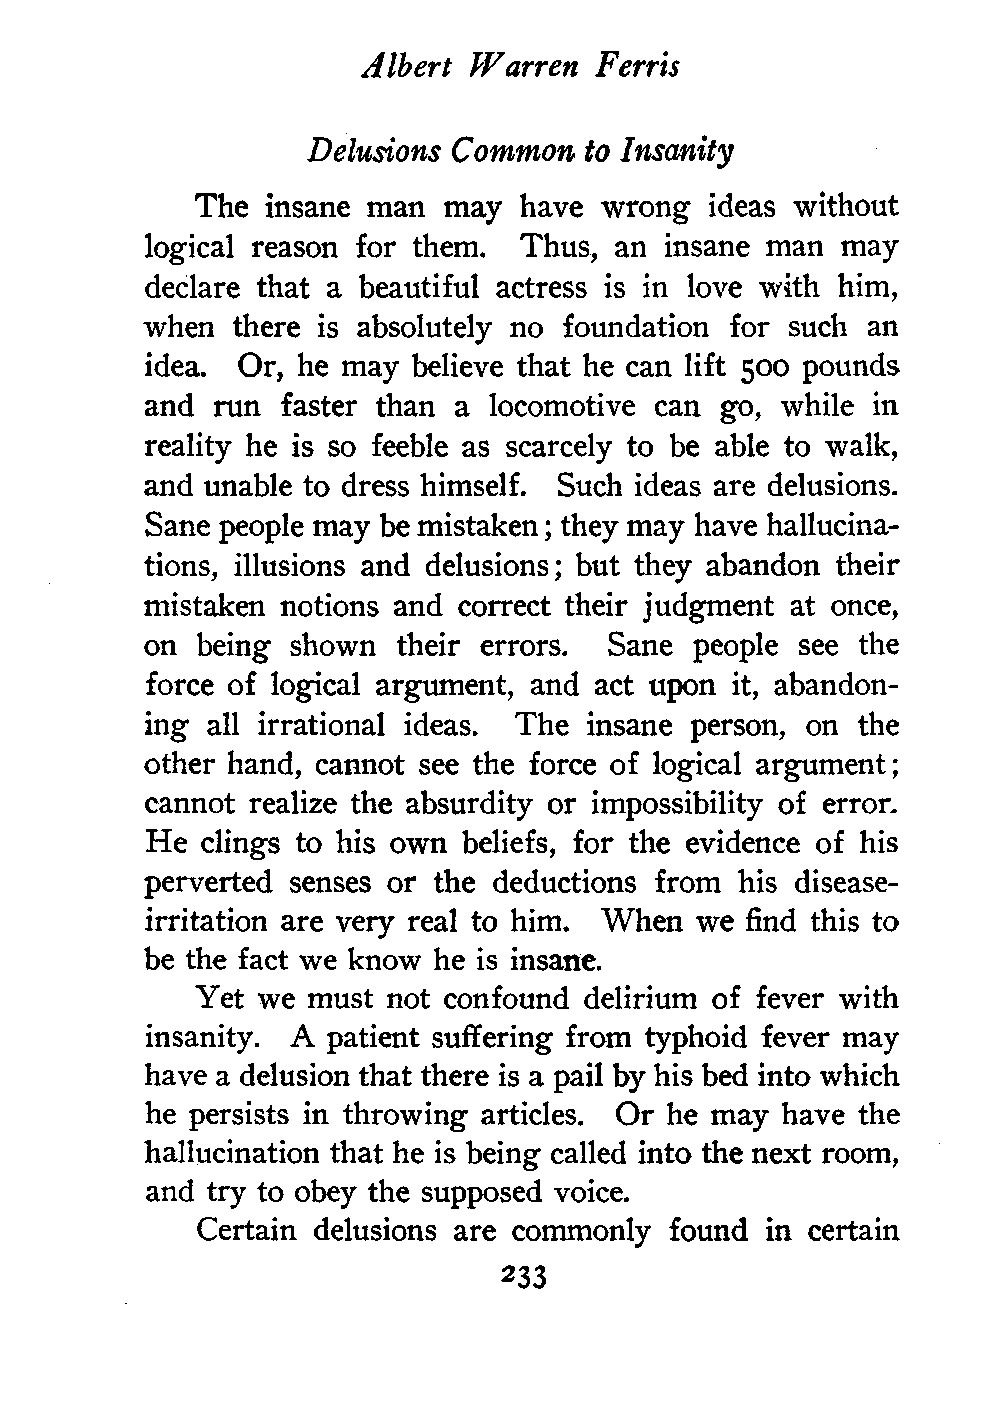 Albert Warren Ferris
Delusions Common to Insanity
The insane man may have wrong ideas without
logical reason for them. Thus, an insane man may
declare that a beautiful actress is in love with him,
when there is absolutely no foundation for such an
idea. Or, he may believe that he can lift 500 pounds
and run faster than a locomotive can go, while in
reality he is so feeble as scarcely to be able to walk,
and unable to dress himself. Such ideas are delusions.
Sane people may be mistaken; they may have hallucina-
tions, illusions and delusions; but they abandon their
mistaken notions and correct their judgment at once,
on being shown their errors. Sane people see the
force of logical argument, and act upon it, abandon-
ing all irrational ideas. The insane person, on the
other hand, cannot see the force of logical argument;
cannot realize the absurdity or impossibility of error.
He clings to his own beliefs, for the evidence of his
perverted senses or the deductions from his disease-
irritation are very real to him. When we find this to
be the fact we know he is insane.
Yet we must not confound delirium of fever with
insanity. A patient suffering from typhoid fever may
have a delusion that there is a pail by his bed into which
he persists in throwing articles. Or he may have the
hallucination that he is being called into the next room,
and try to obey the supposed voice.
Certain delusions are commonly found in certain
233